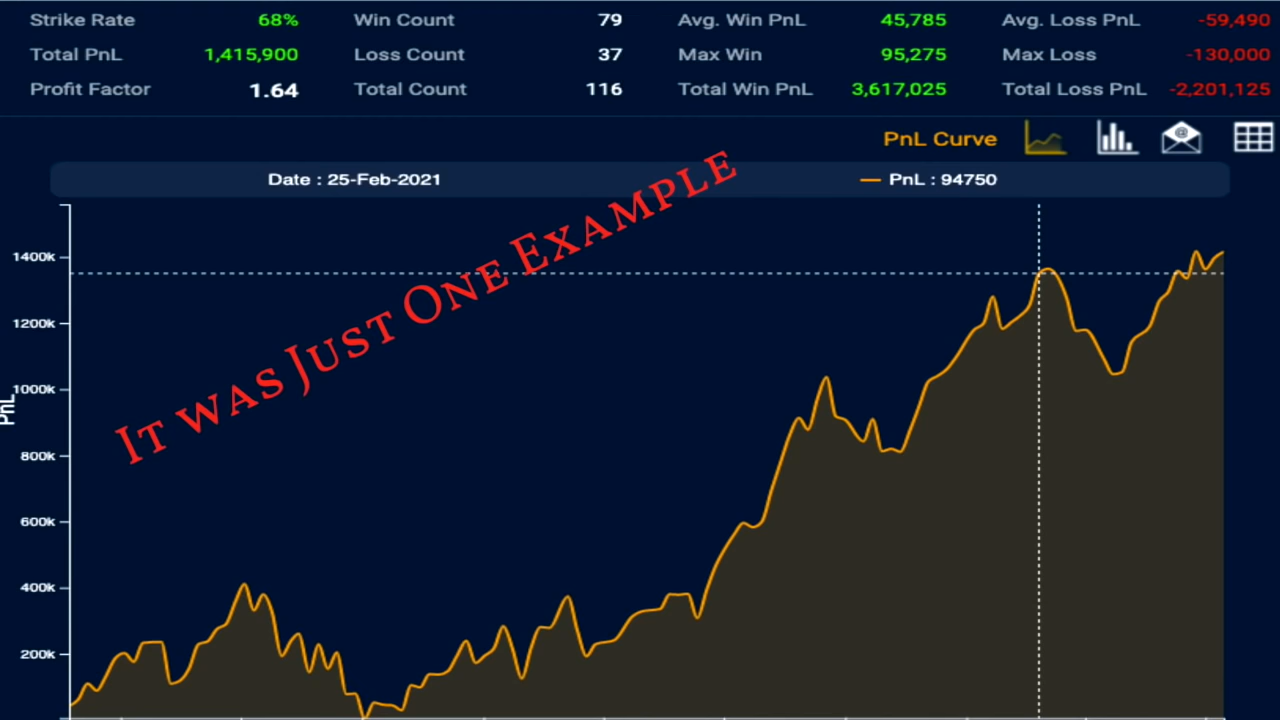 Strike Rate 68% Win Count 79 Avg. Win PnL 45,785 Avg. Loss PnL -59,490
Total PnL 1,415,900 Loss Count 37 Max Win 95,275 Max Loss -130,000
Profit Factor 1.64 Total Count 116 Total Win PnL 3,617,025 Total Loss PnL -2,201,125
PnL Curve
Date : 25-Feb-2021 PnL : 94750
It was Just One Example
1400k
1200k
1000k
PnL
800k
600k
400k
200k